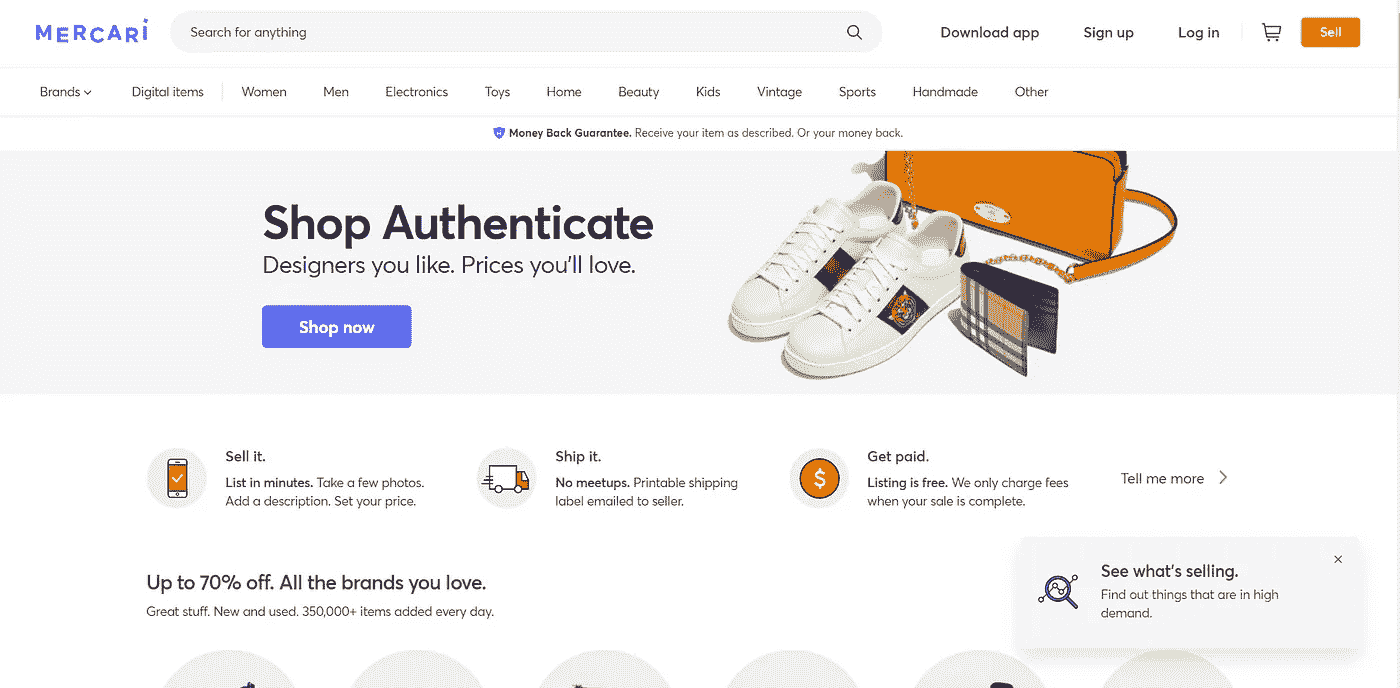 MERCARI
Search for anything
Download app
Sign up
Log in
Sell
Brands
Digital items
Women
Men
Electronics
Toys
Home
Beauty
Kids
Vintage
Sports
Handmade
Other
Money Back Guarantee. Receive your item as described. Or your money back.
Shop Authenticate
Designers you like. Prices you'll love.
Shop now
Sell it.
List in minutes. Take a few photos.
Add a description. Set your price.
Ship it.
No meetups. Printable shipping
label emailed to seller.
Get paid.
Listing is free. We only charge fees
when your sale is complete.
Tell me more
See what's selling.
Find out things that are in high
demand.
Up to 70% off. All the brands you love.
Great stuff. New and used. 350,000+ items added every day.